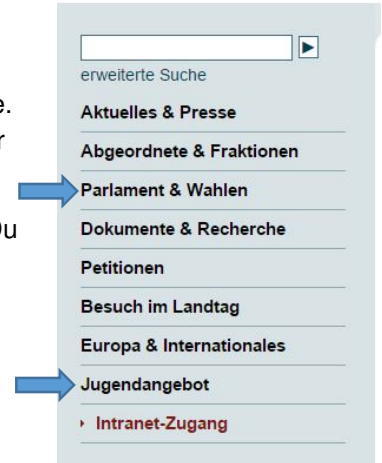 erweiterte Suche
e.
Aktuelles & Presse
r
Abgeordnete & Fraktionen
Parlament & Wahlen
Du
Dokumente & Recherche
Petitionen
Besuch im Landtag
Europa & Internationales
Jugendangebot
Intranet-Zugang